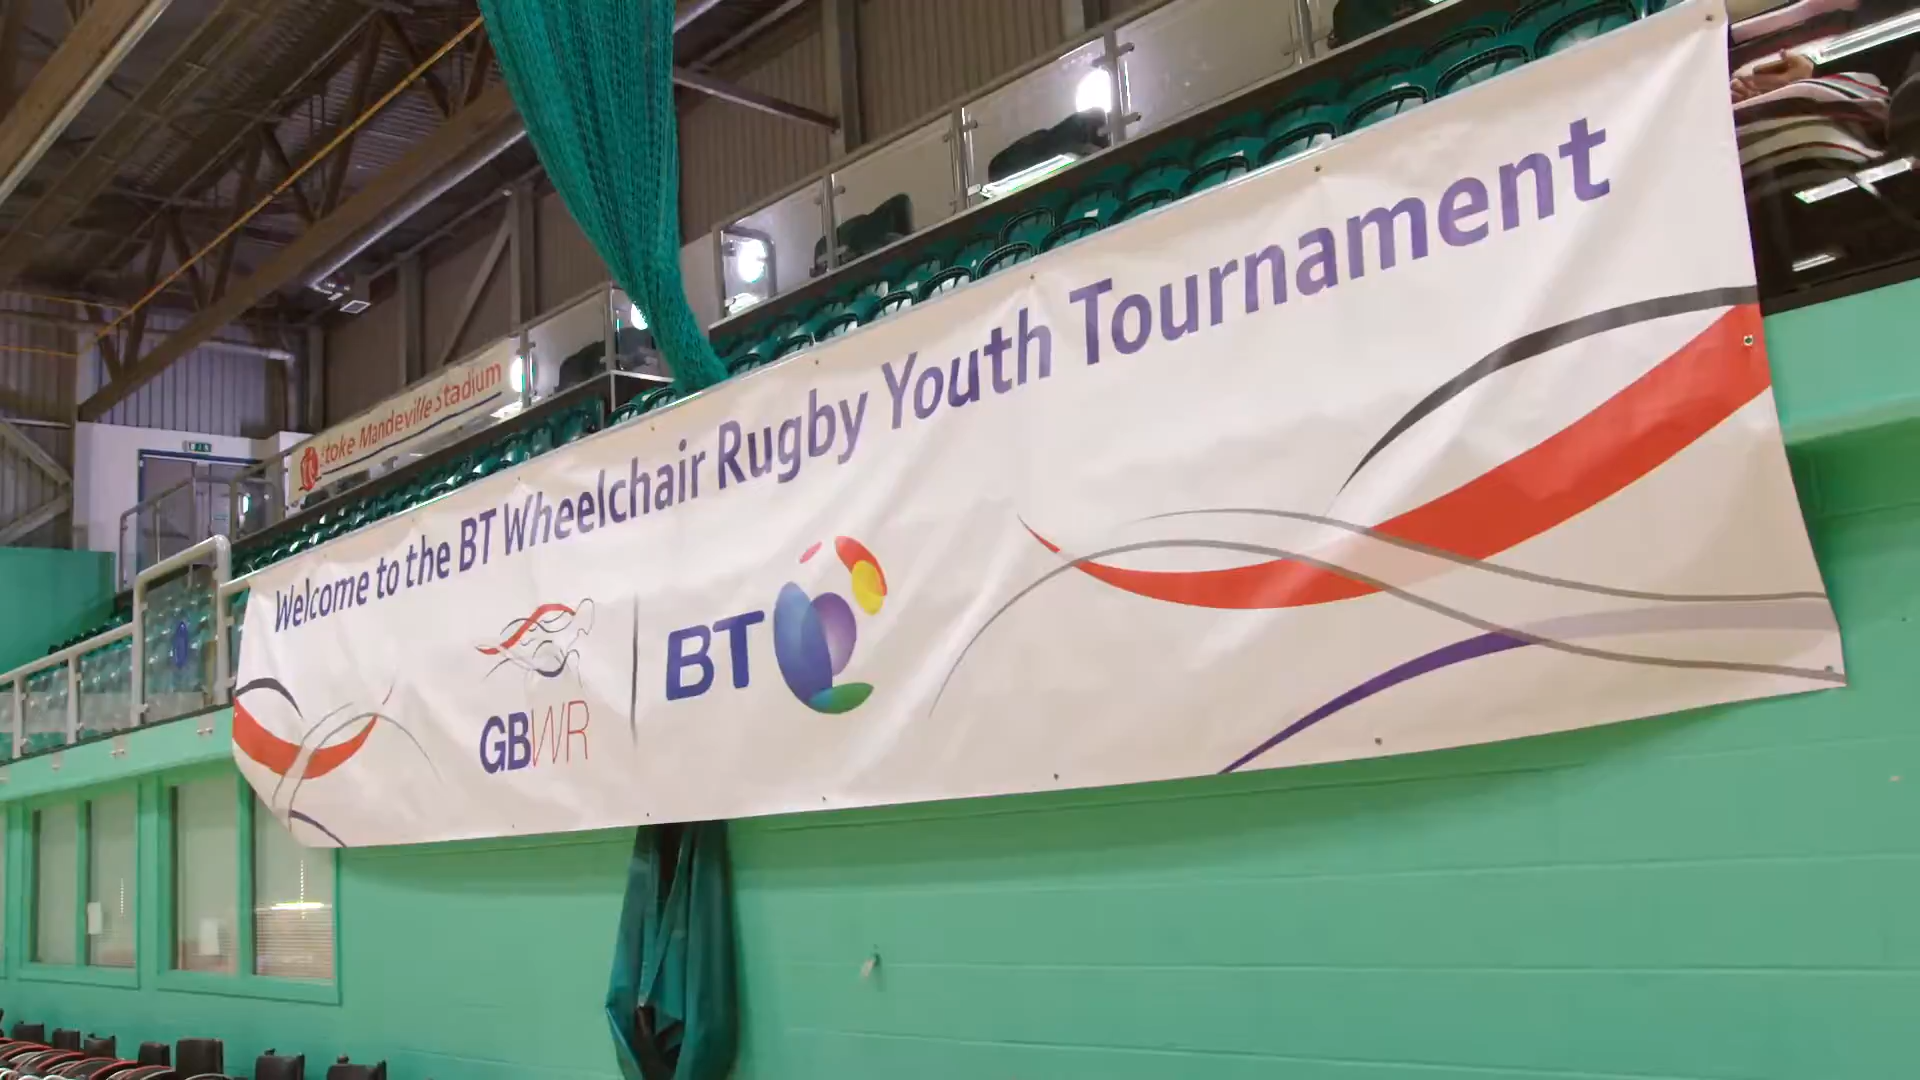 Stoke Mandeville Stadium
Welcome to the BT Wheelchair Rugby Youth Tournament
GBWR
BT